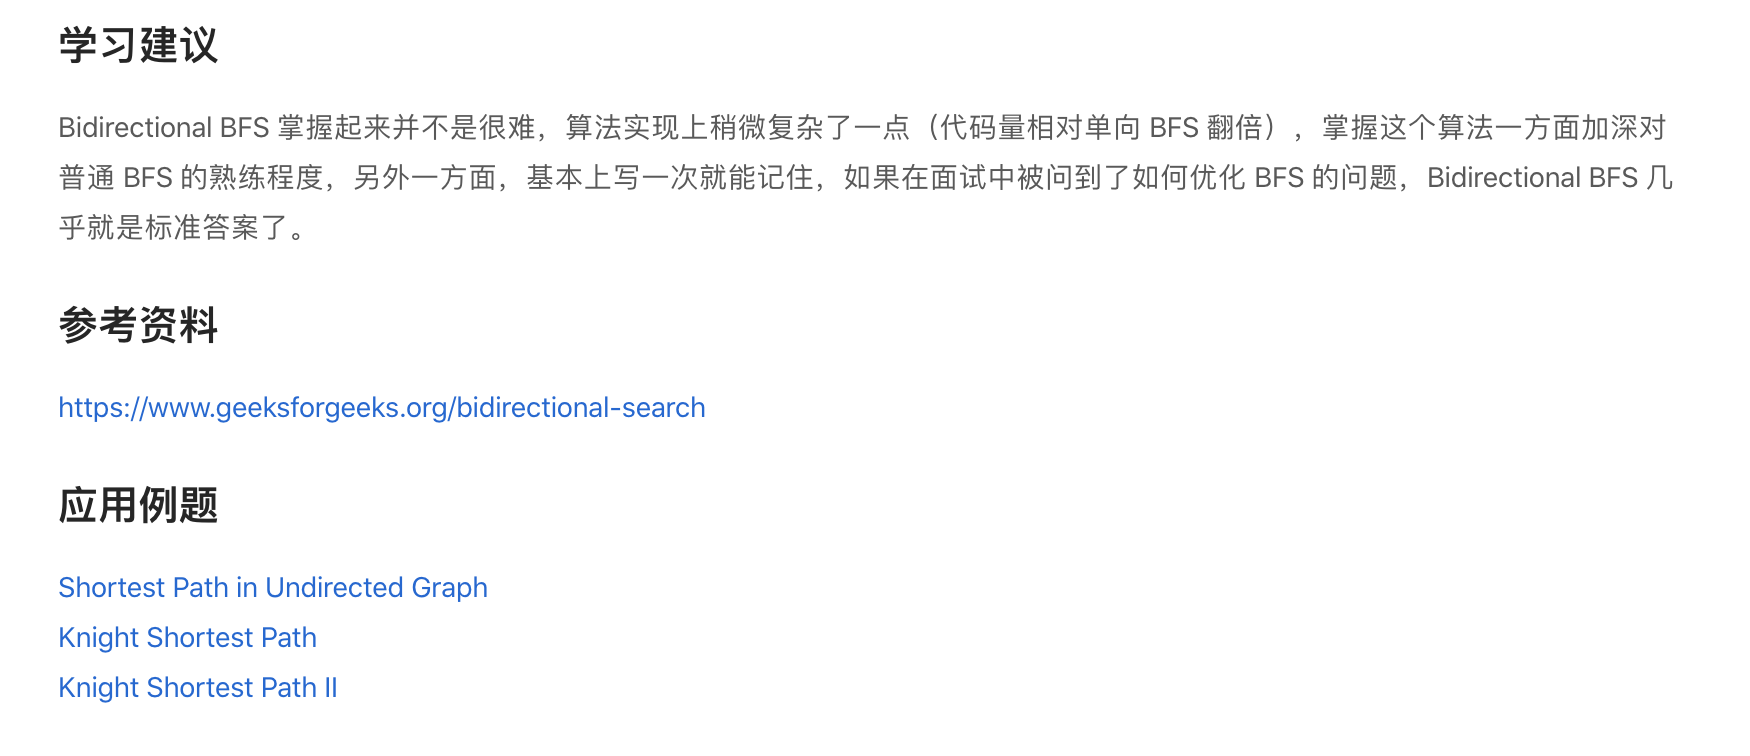 学习建议
Bidirectional BFS 掌握起来并不是很难，算法实现上稍微复杂了一点（代码量相对单向 BFS 翻�），掌握这个算法一方面加深对
普通 BFS 的熟练程度，另外一方面，基本上写一次就能记住，如果在面试中被问到了如何优化 BFS 的问题，Bidirectional BFS 几
乎就是标准答案了。
参考资料
https://www.geeksforgeeks.org/bidirectional-search
应用例题
Shortest Path in Undirected Graph
Knight Shortest Path
Knight Shortest Path II